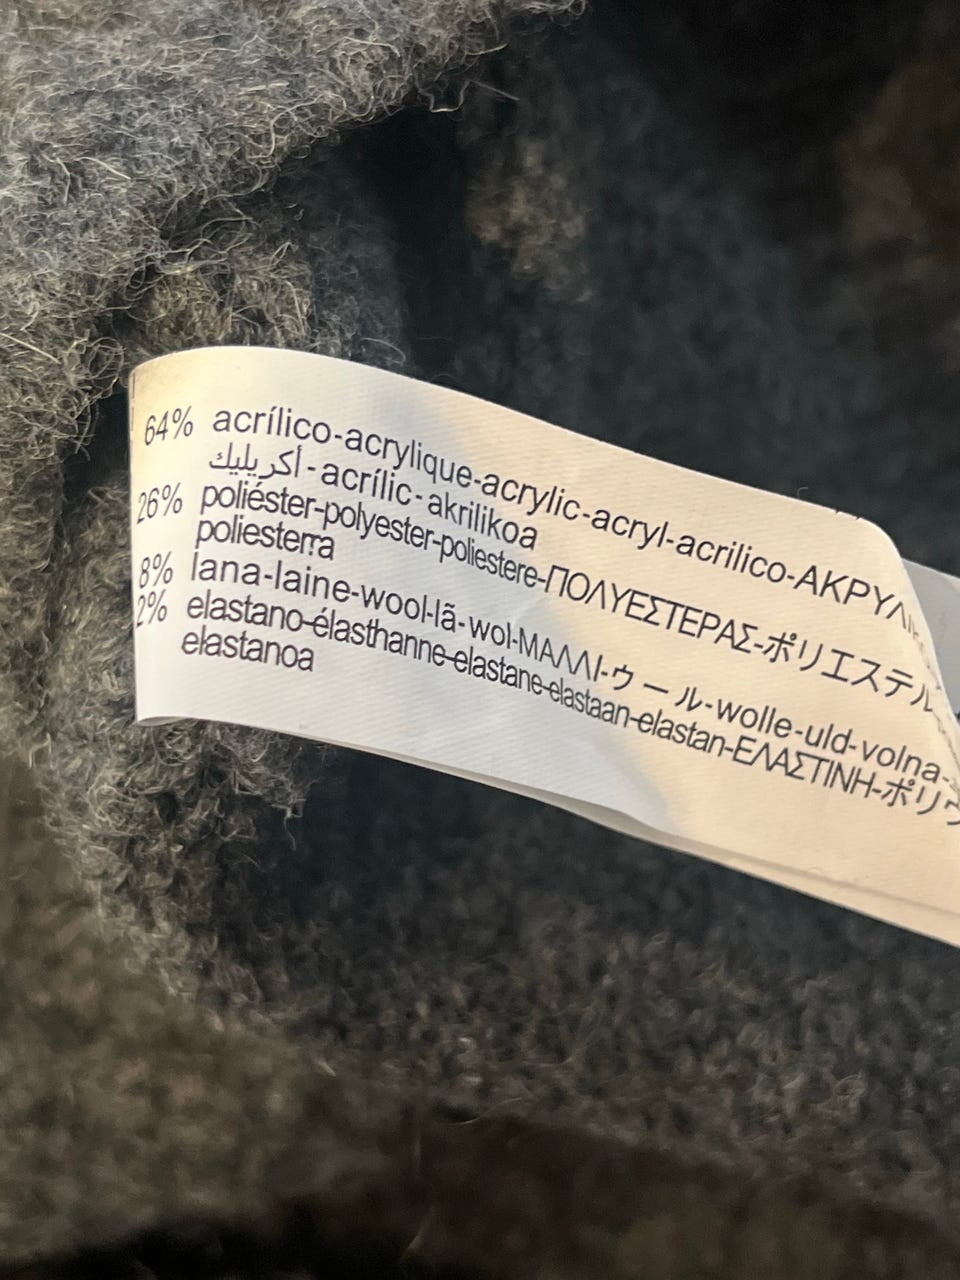 64% acrílico-acrylique-acrylic-acryl-acrilico-ΑΚΡΥΛΙ
أكريليك - acrílic - akrilikoa
26% poliéster-polyester-poliestere-ΠΟΛΥΕΣΤΕΡΑΣ-ポリエステル
poliesterra
8% lana-laine-wool-lã-wol-ΜΑΛΛΙ-ウール-wolle-uld-volna-
2% elastano-élasthanne-elastane-elastaan-elastan-ΕΛΑΣΤΙΝΗ-ポリウ
elastanoa